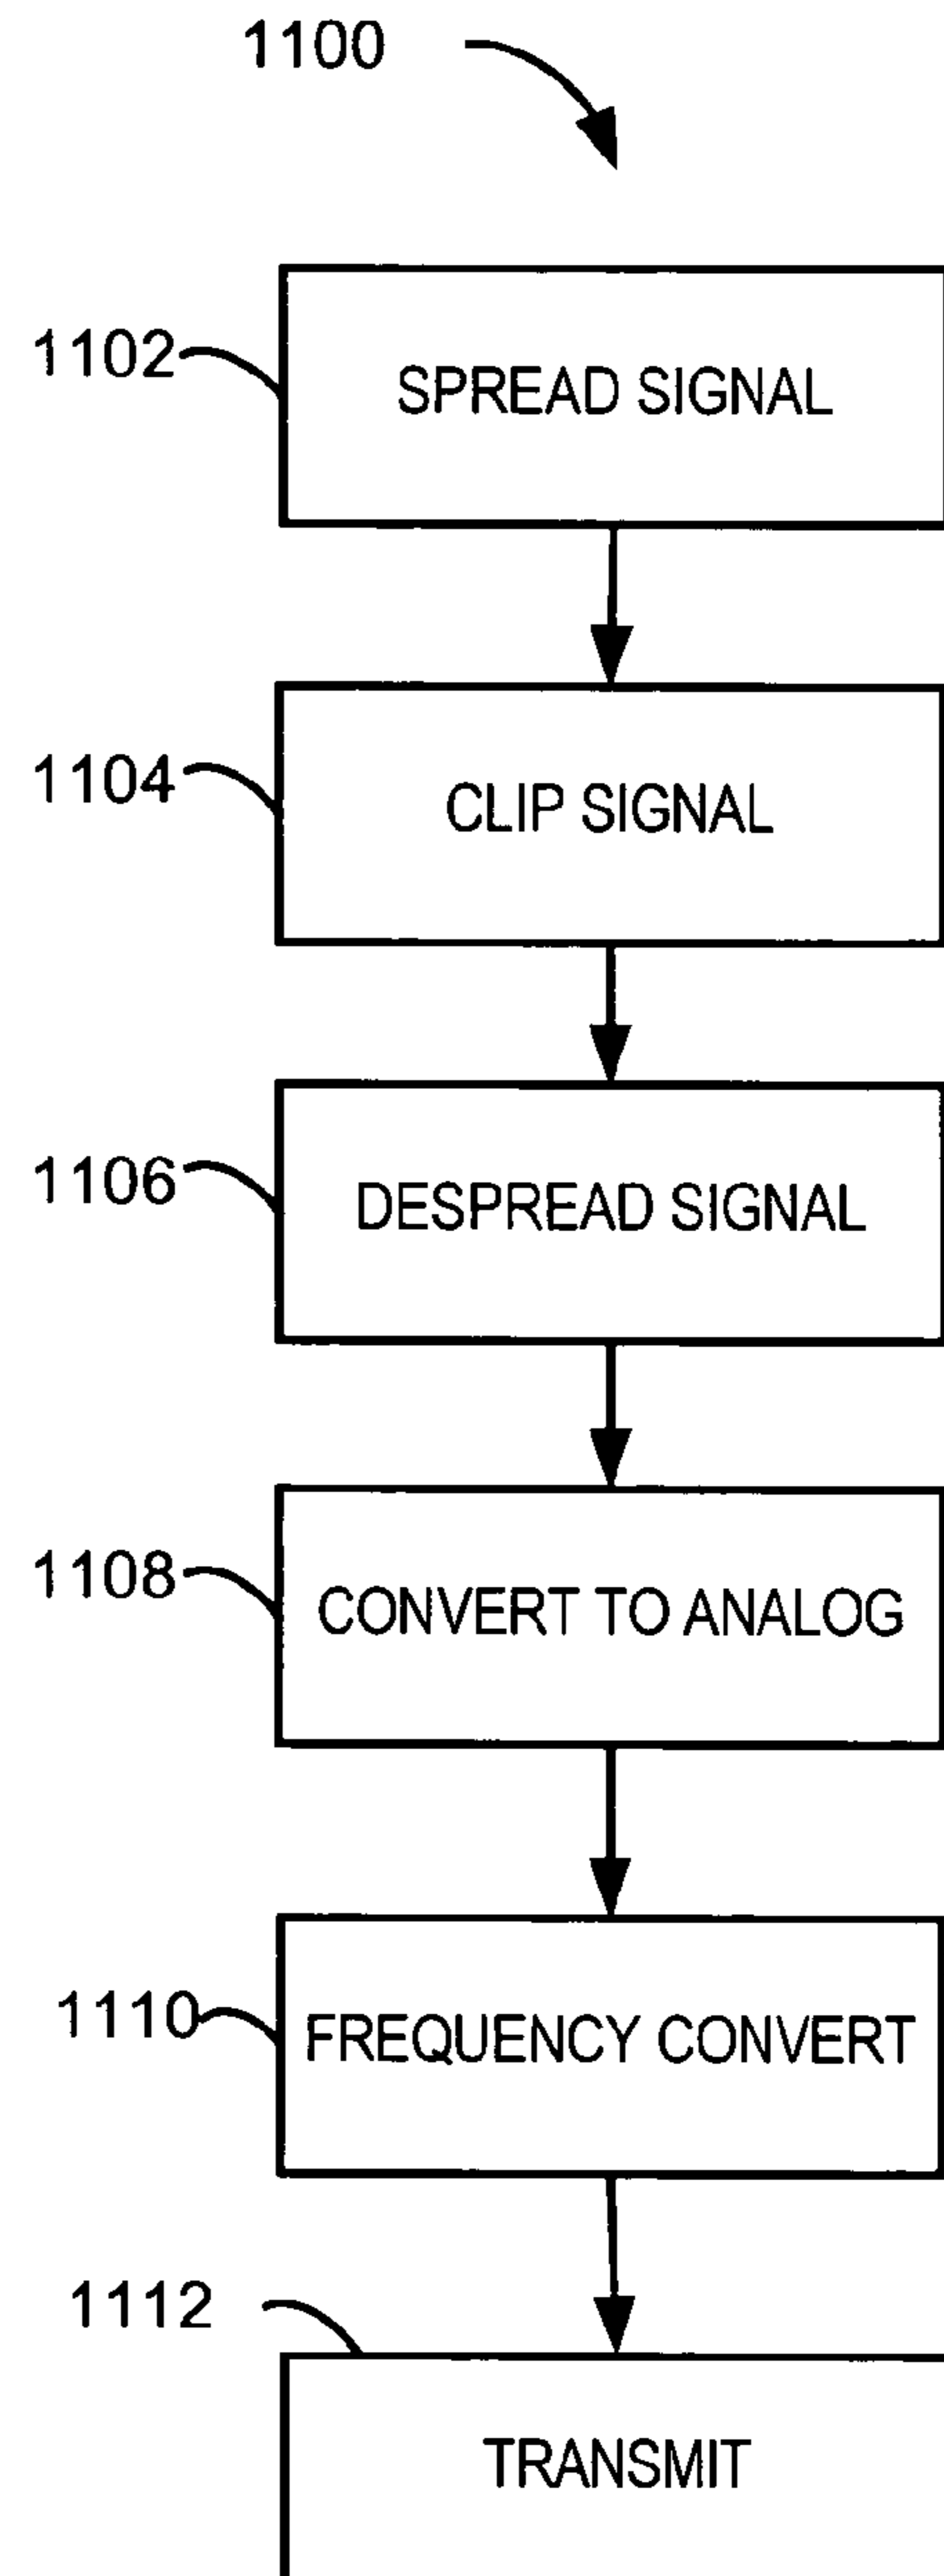 1100
1102
SPREAD SIGNAL
1104
CLIP SIGNAL
1106
DESPREAD SIGNAL
1108
CONVERT TO ANALOG
1110
FREQUENCY CONVERT
1112
TRANSMIT